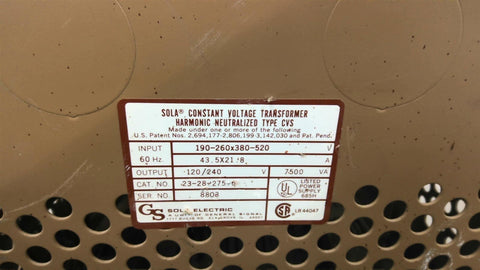 SOLA® CONSTANT VOLTAGE TRANSFORMER
HARMONIC NEUTRALIZED TYPE CVS
Made under one or more of the following
U.S. Patent Nos. 2,694,177-2,806,199-3,142,030 and Pat. Pend.
INPUT 190-260x380-520 V
60 Hz. 43.5X21.8 A
OUTPUT 120/240 V 7500 VA
CAT. NO. 23-28-275-6
SER NO 8808
UL LISTED POWER SUPPLY 685H
GS SOLA ELECTRIC
A UNIT OF GENERAL SIGNAL
SA LR44047